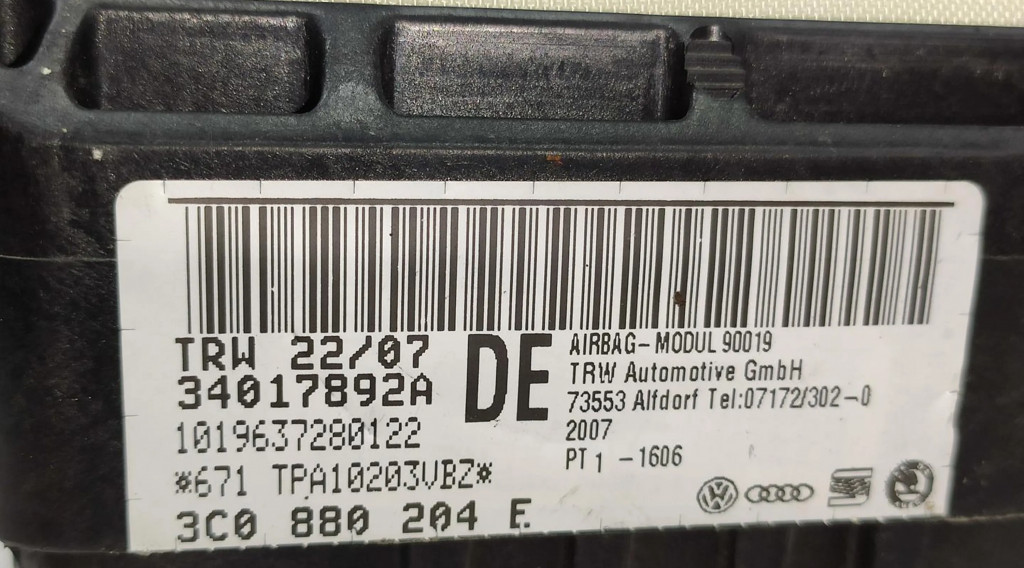 TRW 22/07
34017892A
1019637280122
*671 TPA10203VBZ*
3C0 880 204 E
DE
AIRBAG-MODUL 90019
TRW Automotive GmbH
73553 Alfdorf Tel:07172/302-0
2007
PT 1 -1606